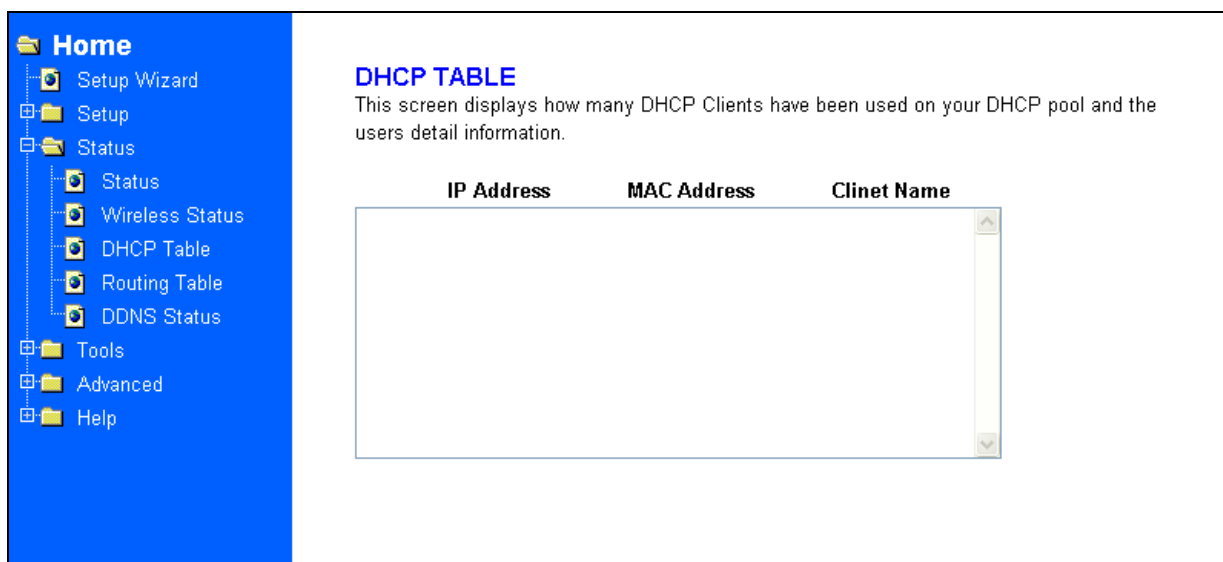 Home
Setup Wizard
Setup
Status
Status
Wireless Status
DHCP Table
Routing Table
DDNS Status
Tools
Advanced
Help
DHCP TABLE
This screen displays how many DHCP Clients have been used on your DHCP pool and the
users detail information.
IP Address MAC Address Clinet Name